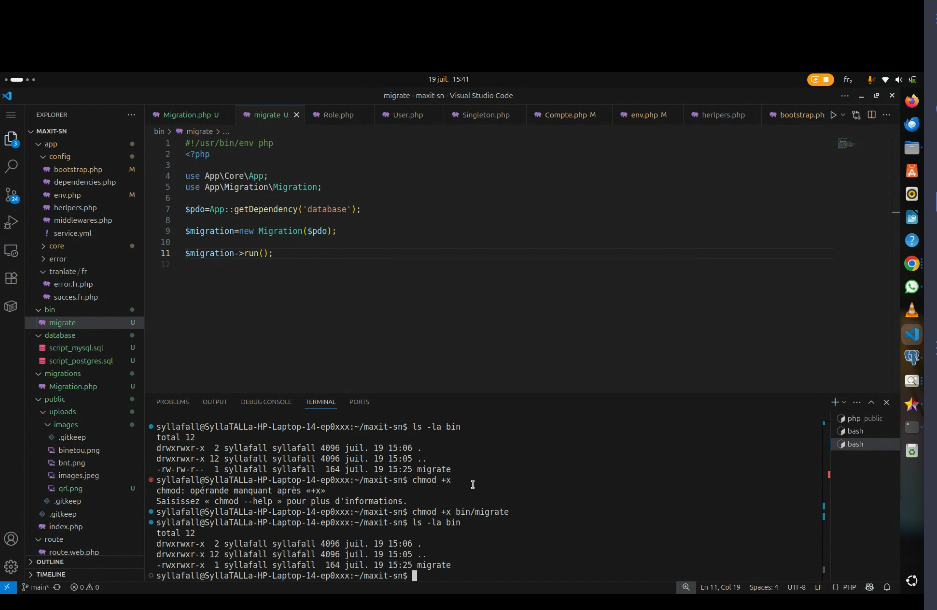 19 juil. 15:41
fr₂
migrate - maxit-sn - Visual Studio Code
EXPLORER
Migration.php U
migrate U
Role.php
User.php
Singleton.php
Compte.php M
env.php M
herlpers.php
bootstrap.ph
MAXIT-SN
bin > migrate > ...
app
config
bootstrap.php M
dependencies.php
env.php M
herlpers.php
middlewares.php
service.yml
core
error
tranlate / fr
error.fr.php
succes.fr.php
bin
migrate U
database
script_mysql.sql U
script_postgres.sql U
migrations
Migration.php U
public
uploads
images
.gitkeep
binetou.png
bnt.png
images.jpeg
qrl.png U
.gitkeep
.gitkeep
index.php
route
route.web.php
OUTLINE
TIMELINE
3
24
1 #!/usr/bin/env php
2 <?php
3
4 use App\Core\App;
5 use App\Migration\Migration;
6
7 $pdo=App::getDependency('database');
8
9 $migration=new Migration($pdo);
10
11 $migration->run();
12
PROBLEMS OUTPUT DEBUG CONSOLE TERMINAL PORTS
php public
bash
bash
syllafall@SyllaTALLa-HP-Laptop-14-ep0xxx:~/maxit-sn$ ls -la bin
total 12
drwxrwxr-x 2 syllafall syllafall 4096 juil. 19 15:06 .
drwxrwxr-x 12 syllafall syllafall 4096 juil. 19 15:05 ..
-rw-rw-r-- 1 syllafall syllafall 164 juil. 19 15:25 migrate
syllafall@SyllaTALLa-HP-Laptop-14-ep0xxx:~/maxit-sn$ chmod +x
chmod: opérande manquant après «+x»
Saisissez « chmod --help » pour plus d'informations.
syllafall@SyllaTALLa-HP-Laptop-14-ep0xxx:~/maxit-sn$ chmod +x bin/migrate
syllafall@SyllaTALLa-HP-Laptop-14-ep0xxx:~/maxit-sn$ ls -la bin
total 12
drwxrwxr-x 2 syllafall syllafall 4096 juil. 19 15:06 .
drwxrwxr-x 12 syllafall syllafall 4096 juil. 19 15:05 ..
-rwxrwxr-x 1 syllafall syllafall 164 juil. 19 15:25 migrate
syllafall@SyllaTALLa-HP-Laptop-14-ep0xxx:~/maxit-sn$
main* 0 0 Ln 11, Col 19 Spaces: 4 UTF-8 LF {} PHP